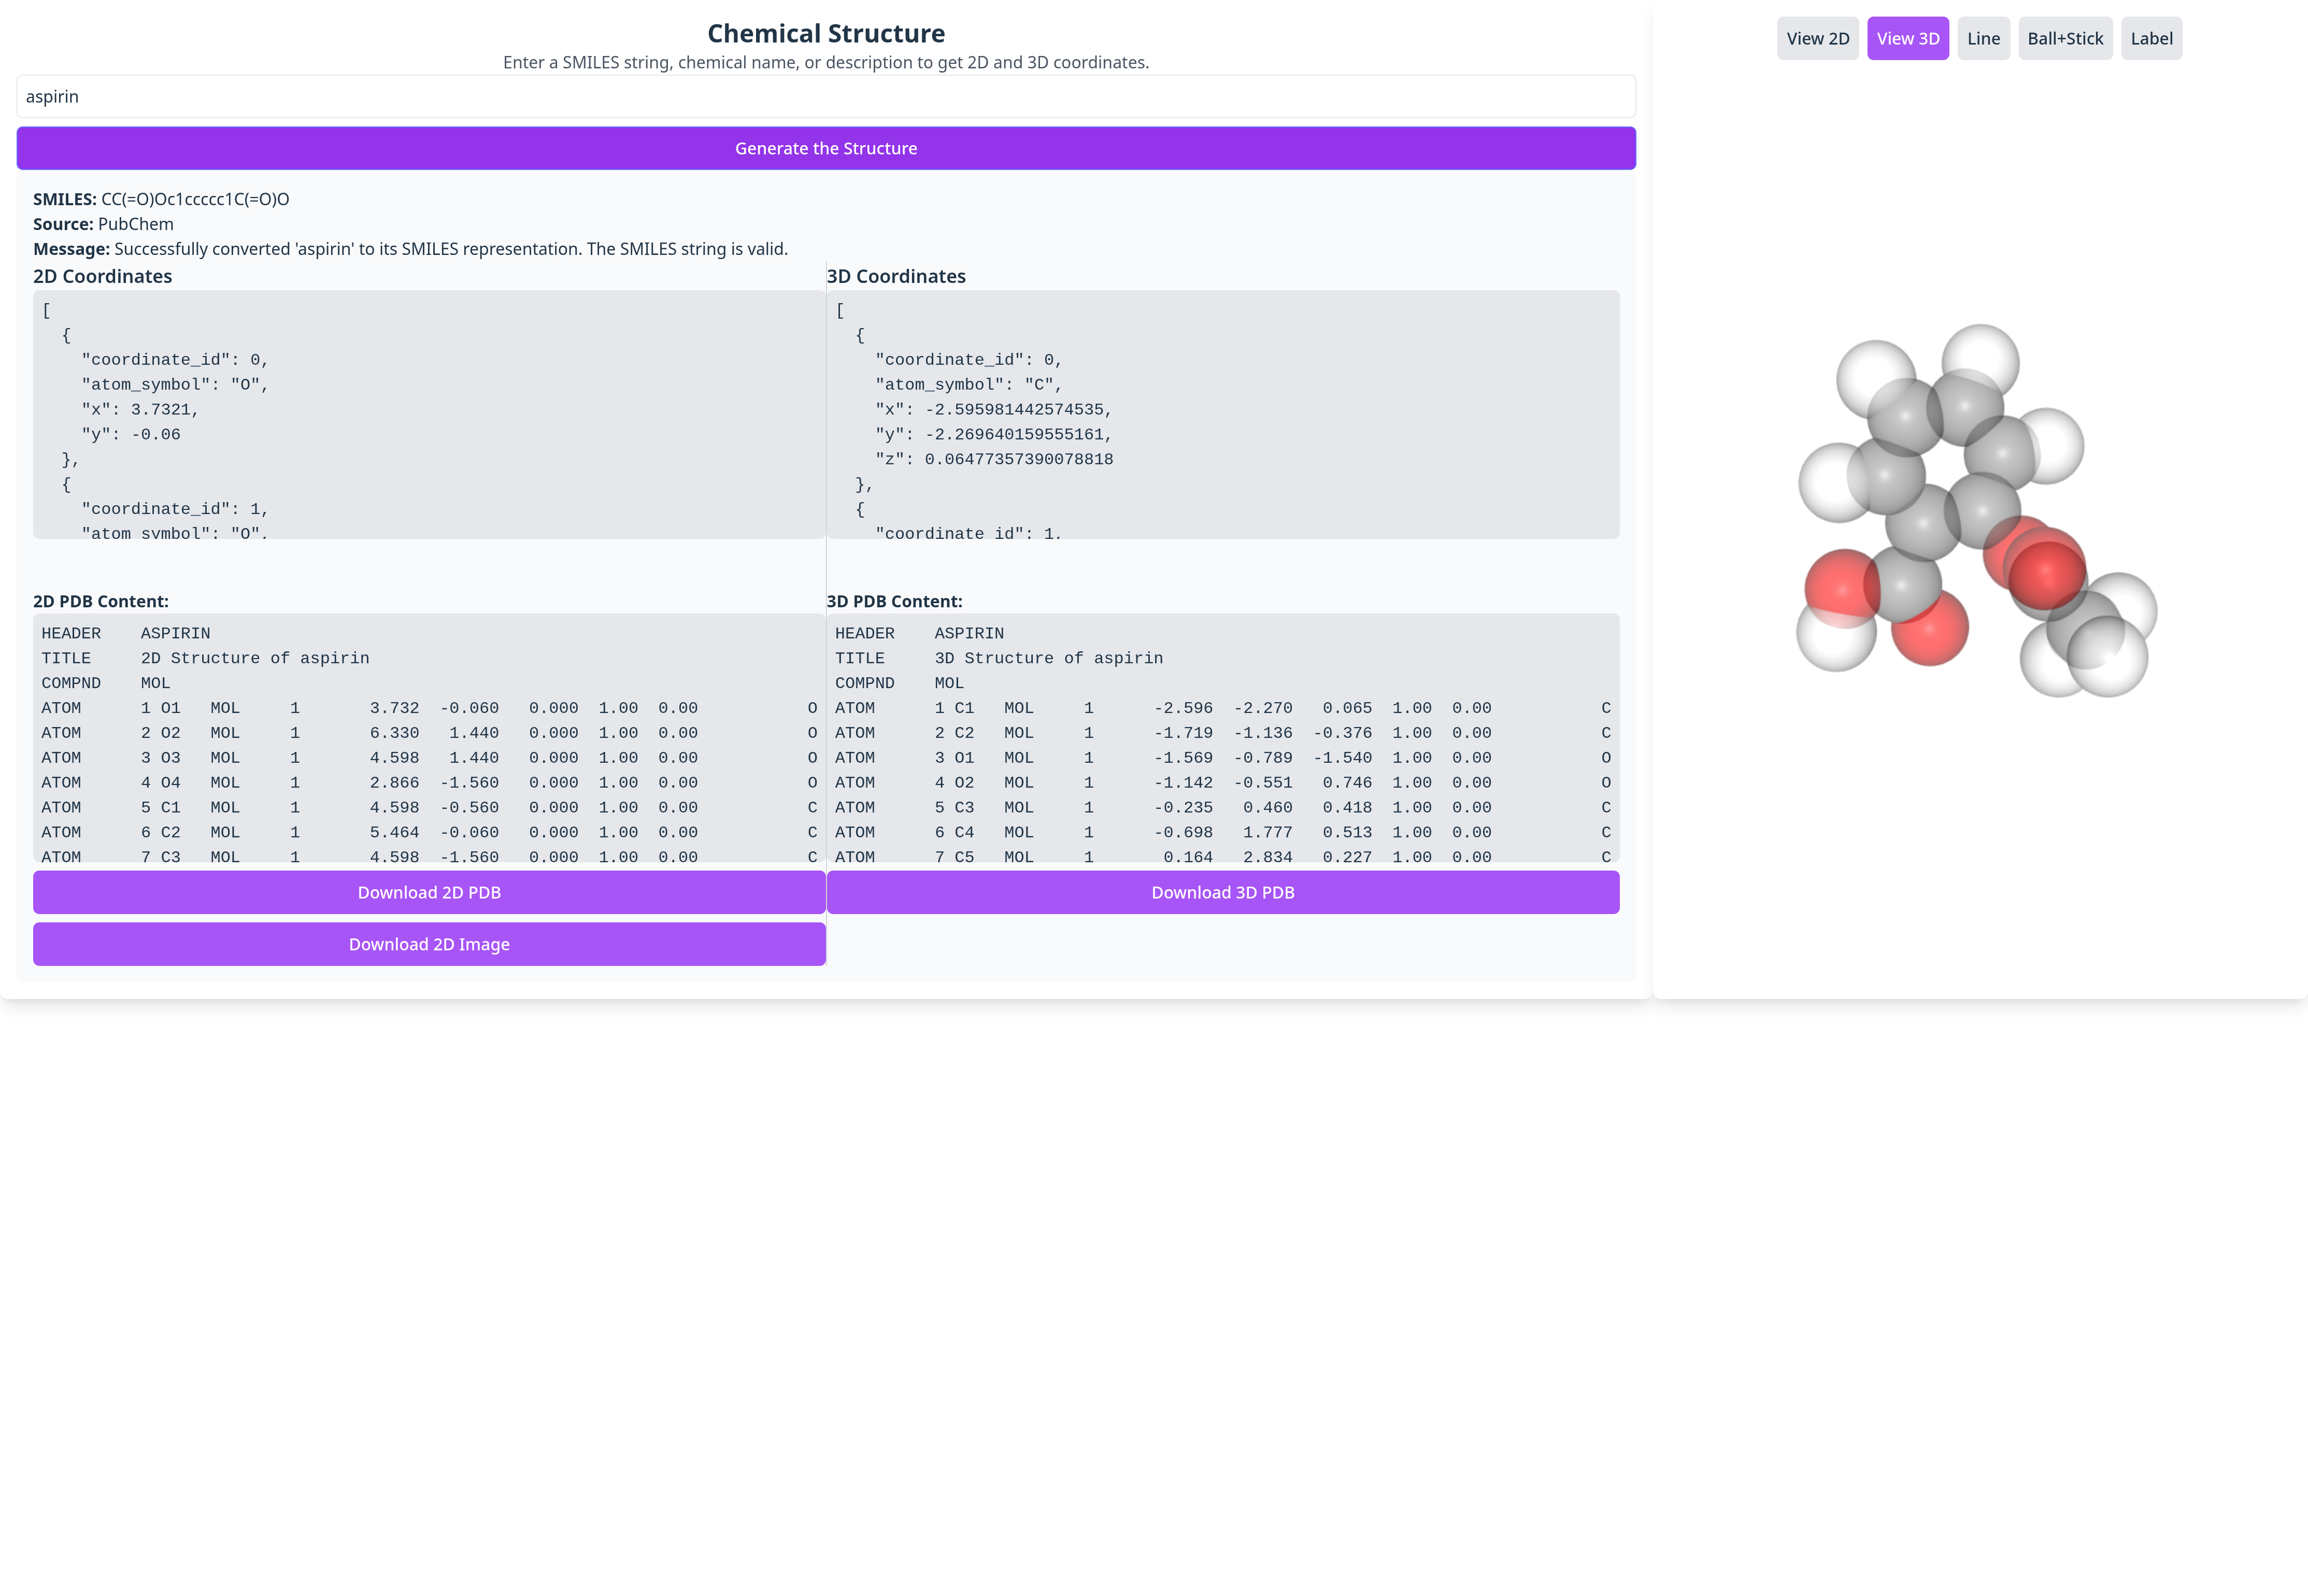 Chemical Structure
Enter a SMILES string, chemical name, or description to get 2D and 3D coordinates.
aspirin
Generate the Structure
SMILES: CC(=O)Oc1ccccc1C(=O)O
Source: PubChem
Message: Successfully converted 'aspirin' to its SMILES representation. The SMILES string is valid.
2D Coordinates
[
  {
    "coordinate_id": 0,
    "atom_symbol": "O",
    "x": 3.7321,
    "y": -0.06
  },
  {
    "coordinate_id": 1,
    "atom_symbol": "O",
2D PDB Content:
HEADER    ASPIRIN
TITLE     2D Structure of aspirin
COMPND    MOL
ATOM      1 O1   MOL     1       3.732  -0.060   0.000  1.00  0.00           O
ATOM      2 O2   MOL     1       6.330   1.440   0.000  1.00  0.00           O
ATOM      3 O3   MOL     1       4.598   1.440   0.000  1.00  0.00           O
ATOM      4 O4   MOL     1       2.866  -1.560   0.000  1.00  0.00           O
ATOM      5 C1   MOL     1       4.598  -0.560   0.000  1.00  0.00           C
ATOM      6 C2   MOL     1       5.464  -0.060   0.000  1.00  0.00           C
ATOM      7 C3   MOL     1       4.598  -1.560   0.000  1.00  0.00           C
Download 2D PDB
Download 2D Image
3D Coordinates
[
  {
    "coordinate_id": 0,
    "atom_symbol": "C",
    "x": -2.595981442574535,
    "y": -2.269640159555161,
    "z": 0.06477357390078818
  },
  {
    "coordinate_id": 1,
3D PDB Content:
HEADER    ASPIRIN
TITLE     3D Structure of aspirin
COMPND    MOL
ATOM      1 C1   MOL     1      -2.596  -2.270   0.065  1.00  0.00           C
ATOM      2 C2   MOL     1      -1.719  -1.136  -0.376  1.00  0.00           C
ATOM      3 O1   MOL     1      -1.569  -0.789  -1.540  1.00  0.00           O
ATOM      4 O2   MOL     1      -1.142  -0.551   0.746  1.00  0.00           O
ATOM      5 C3   MOL     1      -0.235   0.460   0.418  1.00  0.00           C
ATOM      6 C4   MOL     1      -0.698   1.777   0.513  1.00  0.00           C
ATOM      7 C5   MOL     1       0.164   2.834   0.227  1.00  0.00           C
Download 3D PDB
View 2D
View 3D
Line
Ball+Stick
Label